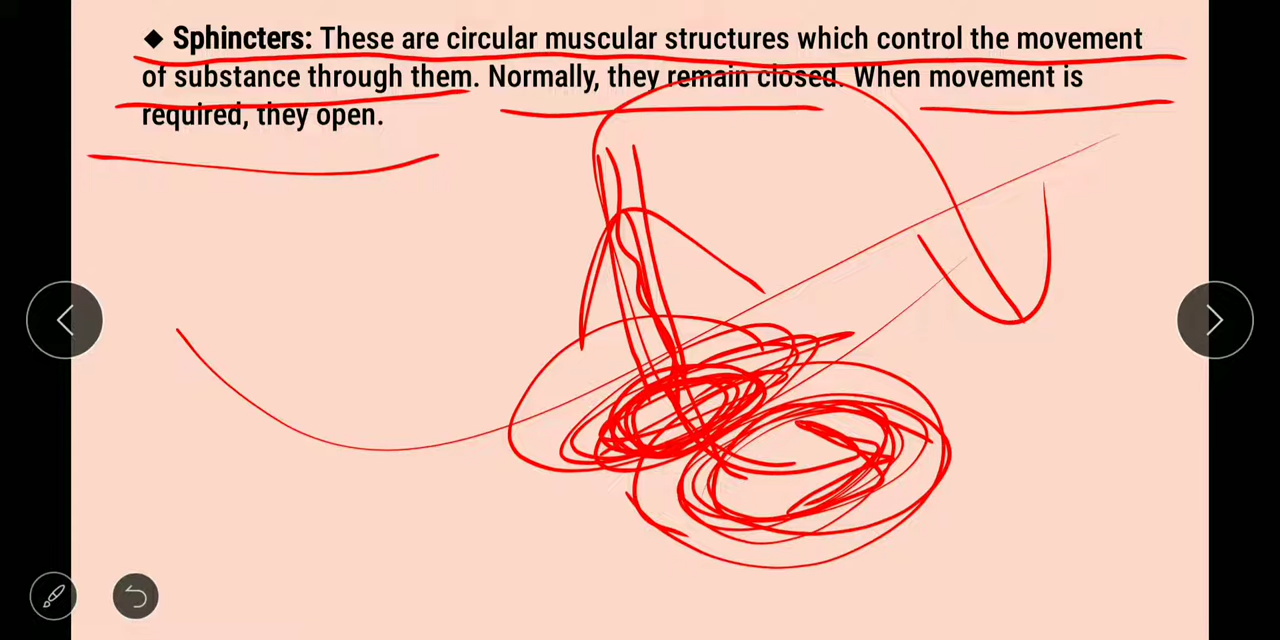 ◆ Sphincters: These are circular muscular structures which control the movement
of substance through them. Normally, they remain closed. When movement is
required, they open.